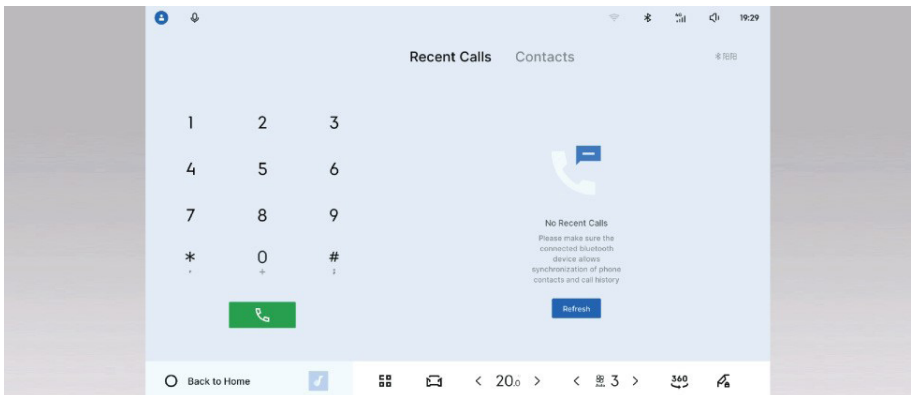 19:29
Recent Calls Contacts
1 2 3
4 5 6
7 8 9
* 0 #
+
No Recent Calls
Please make sure the
connected bluetooth
device allows
synchronization of phone
contacts and call history
Refresh
Back to Home
20.0
3
360